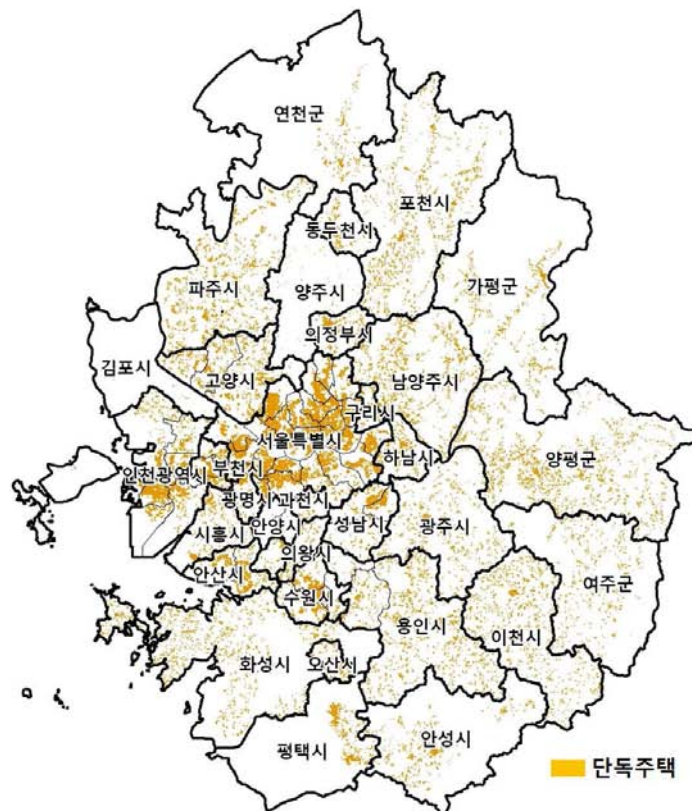 연천군
포천시
동두천시
양주시
파주시
가평군
의정부시
김포시
고양시
남양주시
구리시
서울특별시
양평군
하남시
부천시
인천광역시
광명시
과천시
안양시
시흥시
성남시
광주시
의왕시
안산시
수원시
여주군
용인시
이천시
화성시
오산시
평택시
안성시
단독주택